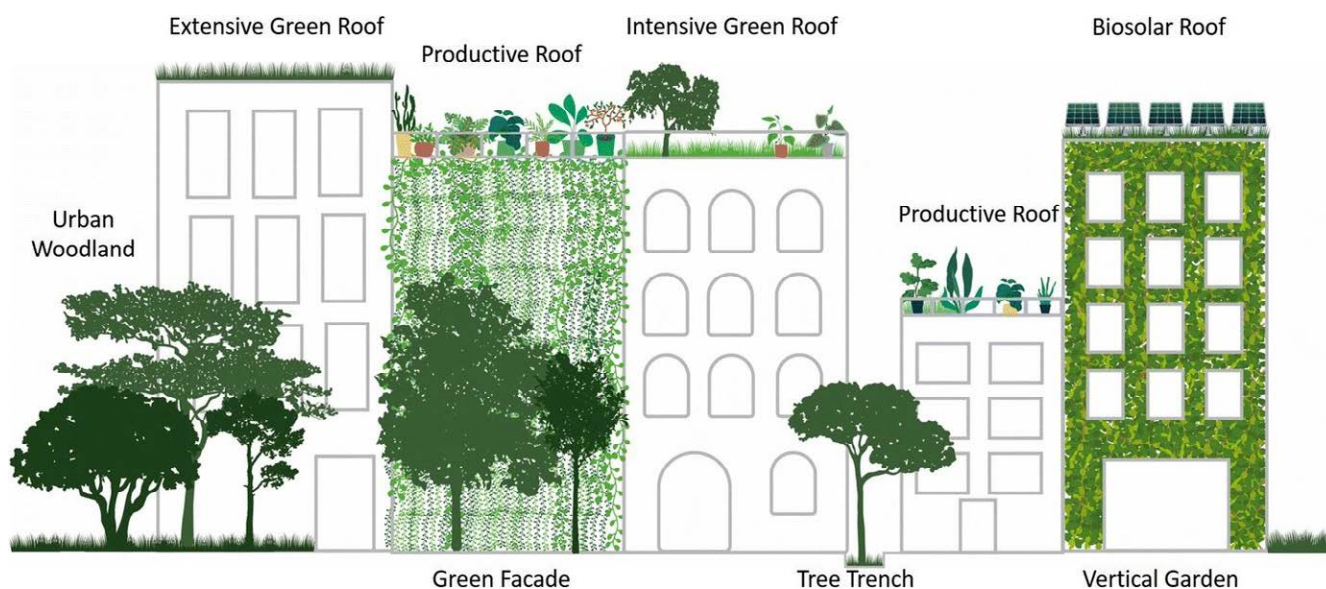 Extensive Green Roof
Productive Roof
Intensive Green Roof
Biosolar Roof
Urban
Woodland
Productive Roof
Green Facade
Tree Trench
Vertical Garden